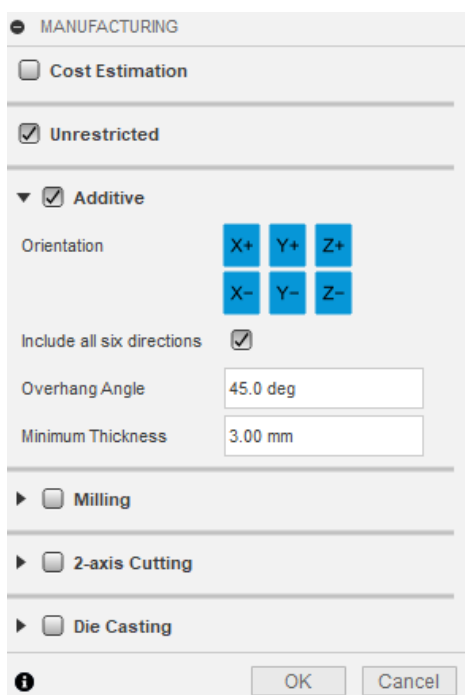 MANUFACTURING
Cost Estimation
Unrestricted
Additive
Orientation X+ Y+ Z+
X- Y- Z-
Include all six directions
Overhang Angle 45.0 deg
Minimum Thickness 3.00 mm
Milling
2-axis Cutting
Die Casting
OK Cancel